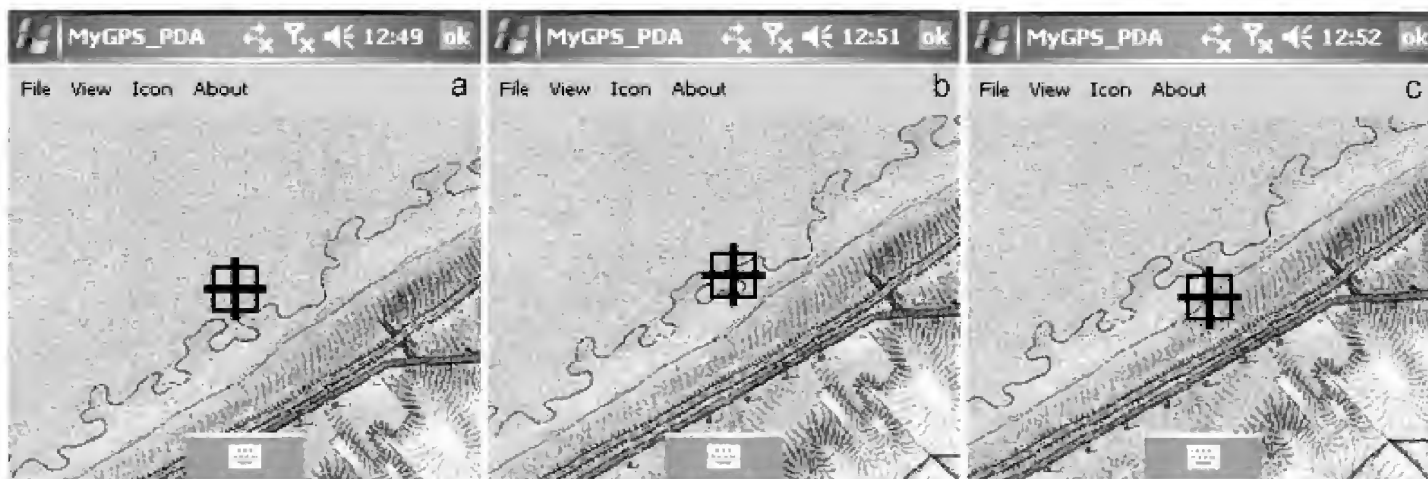 MyGPS_PDA 12:49 ok
File View Icon About a
MyGPS_PDA 12:51 ok
File View Icon About b
MyGPS_PDA 12:52 ok
File View Icon About c